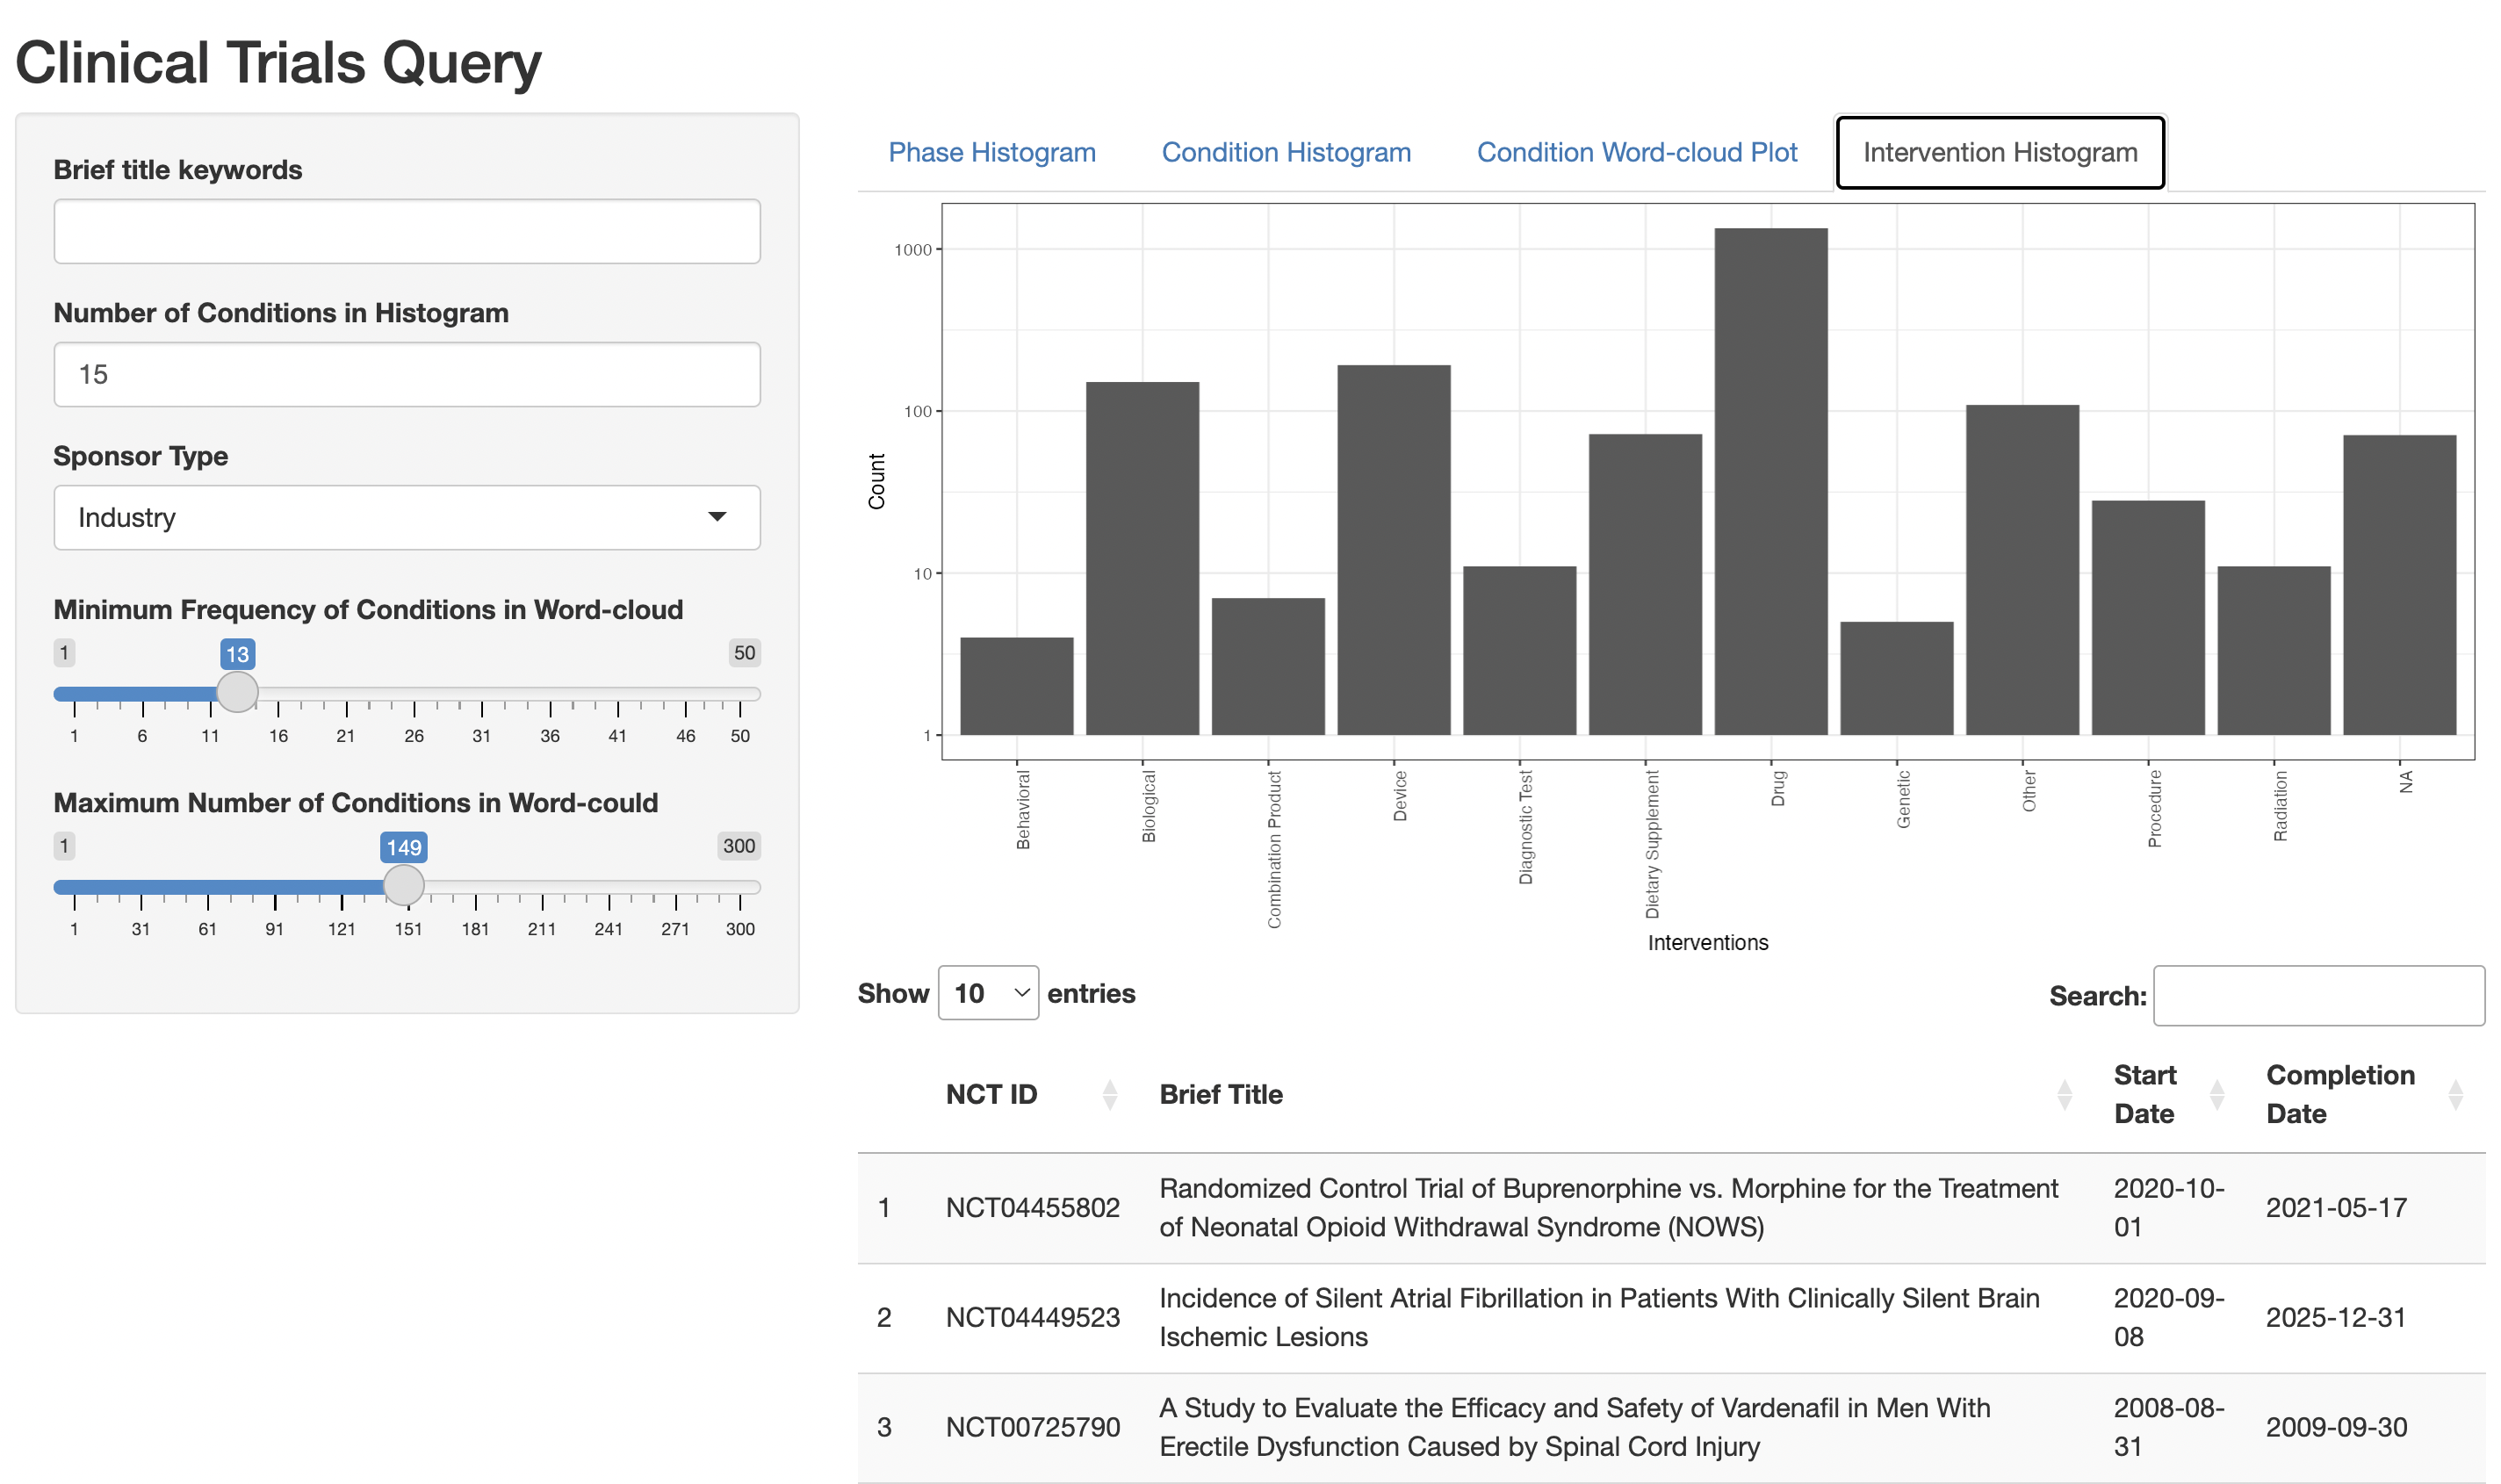 Clinical Trials Query
Brief title keywords
Number of Conditions in Histogram
15
Sponsor Type
Industry
Minimum Frequency of Conditions in Word-cloud
1 13 50
1 6 11 16 21 26 31 36 41 46 50
Maximum Number of Conditions in Word-could
1 149 300
1 31 61 91 121 151 181 211 241 271 300
Phase Histogram Condition Histogram Condition Word-cloud Plot Intervention Histogram
Count
1000
100
10
1
Behavioral
Biological
Combination Product
Device
Diagnostic Test
Dietary Supplement
Drug
Genetic
Other
Procedure
Radiation
NA
Interventions
Show 10 entries Search:
NCT ID Brief Title Start Date Completion Date
1 NCT04455802 Randomized Control Trial of Buprenorphine vs. Morphine for the Treatment
of Neonatal Opioid Withdrawal Syndrome (NOWS) 2020-10-
01 2021-05-17
2 NCT04449523 Incidence of Silent Atrial Fibrillation in Patients With Clinically Silent Brain
Ischemic Lesions 2020-09-
08 2025-12-31
3 NCT00725790 A Study to Evaluate the Efficacy and Safety of Vardenafil in Men With
Erectile Dysfunction Caused by Spinal Cord Injury 2008-08-
31 2009-09-30